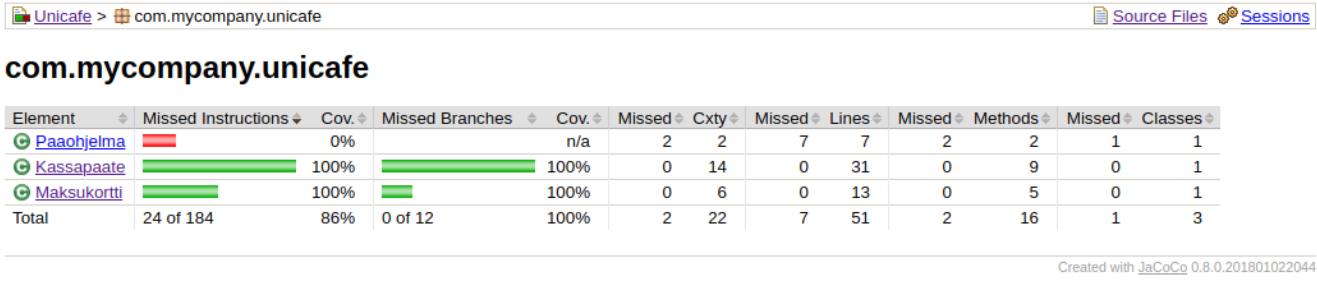 Unicafe > com.mycompany.unicafe Source Files Sessions
com.mycompany.unicafe
Element Missed Instructions Cov. Missed Branches Cov. Missed Cxty Missed Lines Missed Methods Missed Classes
Paaohjelma 0% n/a 2 2 7 7 2 2 1 1
Kassapaate 100% 100% 0 14 0 31 0 9 0 1
Maksukortti 100% 100% 0 6 0 13 0 5 0 1
Total 24 of 184 86% 0 of 12 100% 2 22 7 51 2 16 1 3
Created with JaCoCo 0.8.0.201801022044